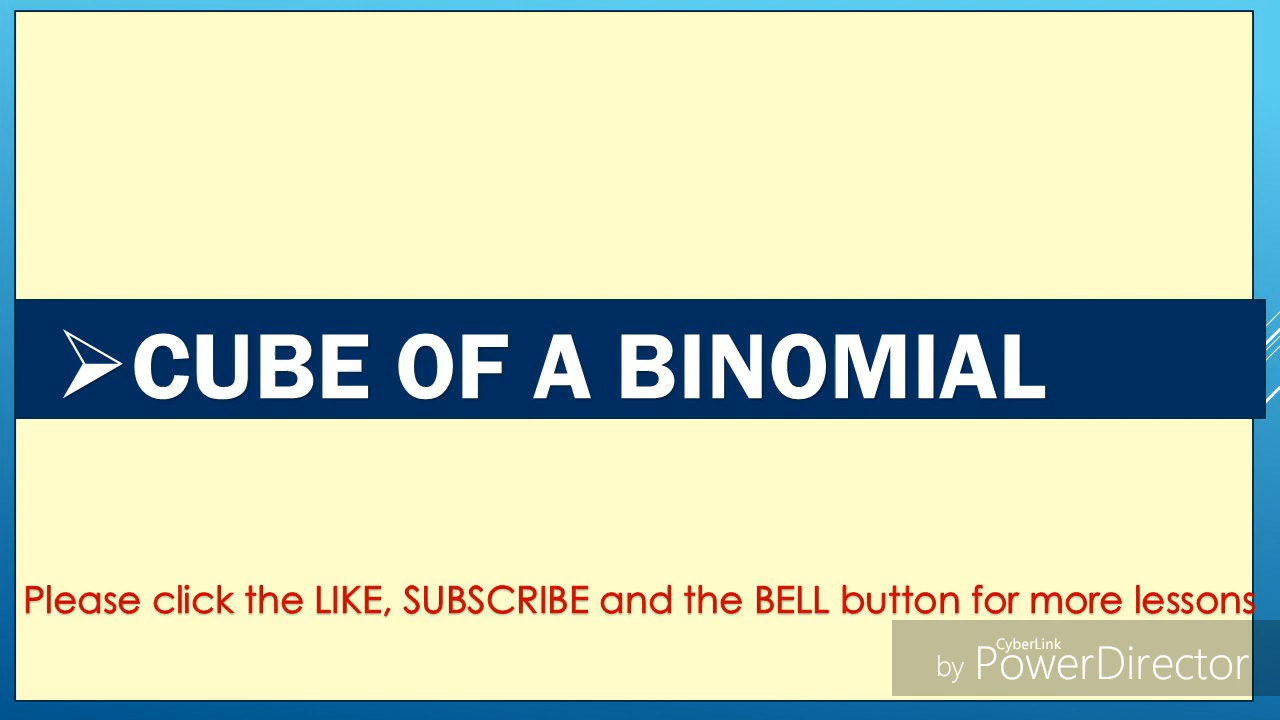 ➢CUBE OF A BINOMIAL
Please click the LIKE, SUBSCRIBE and the BELL button for more lessons
CyberLink
by PowerDirector